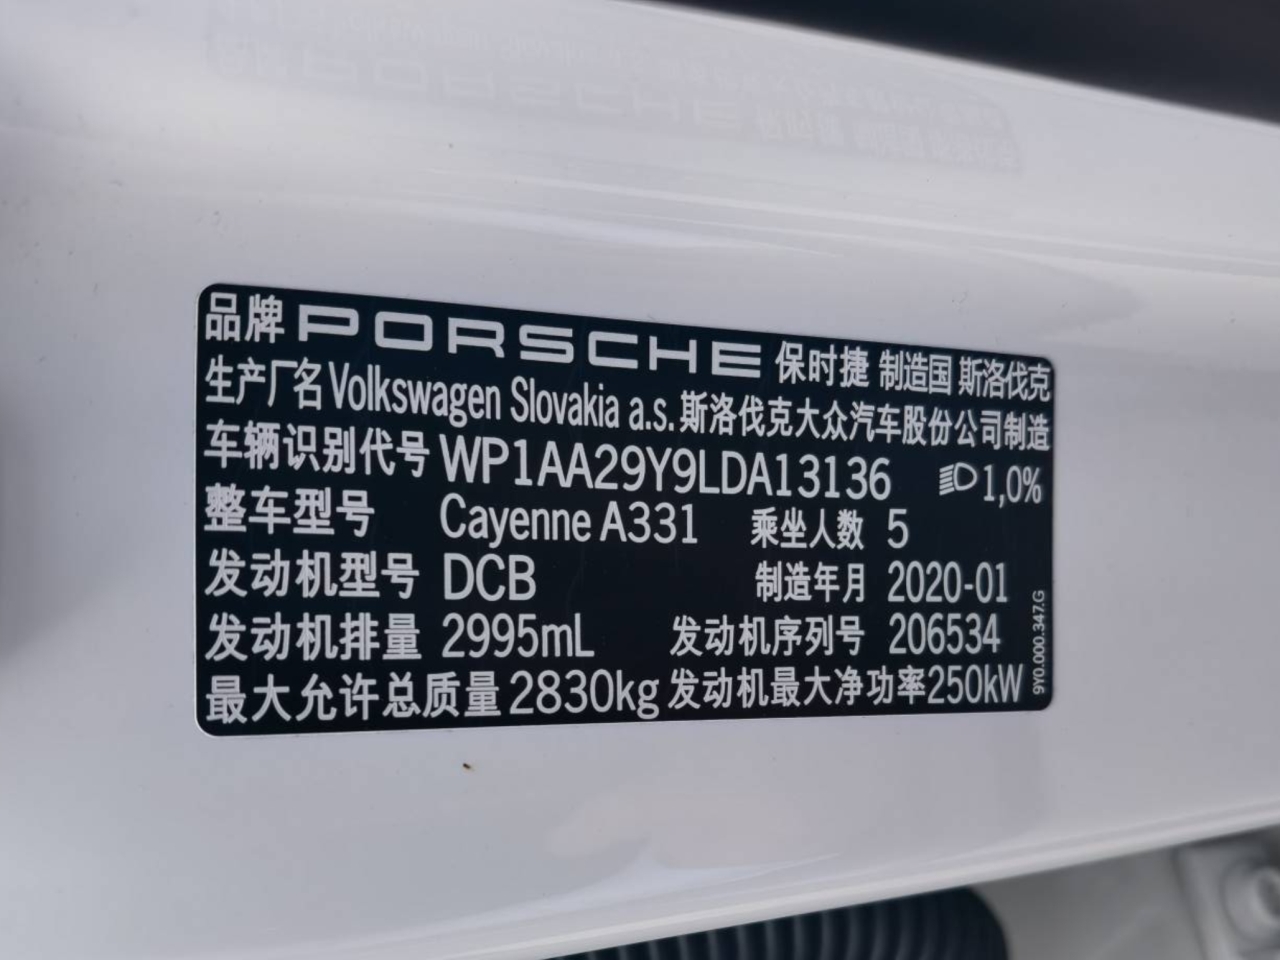 品牌 PORSCHE 保时捷 制造国 斯洛伐克
生产厂名 Volkswagen Slovakia a.s. 斯洛伐克大众汽车股份公司制造
车辆识别代号 WP1AA29Y9LDA13136 1,0%
整车型号 Cayenne A331 乘坐人数 5
发动机型号 DCB 制造年月 2020-01
发动机排量 2995mL 发动机序列号 206534
最大允许总质量 2830kg 发动机最大净功率 250kW
9Y0.000.347.G